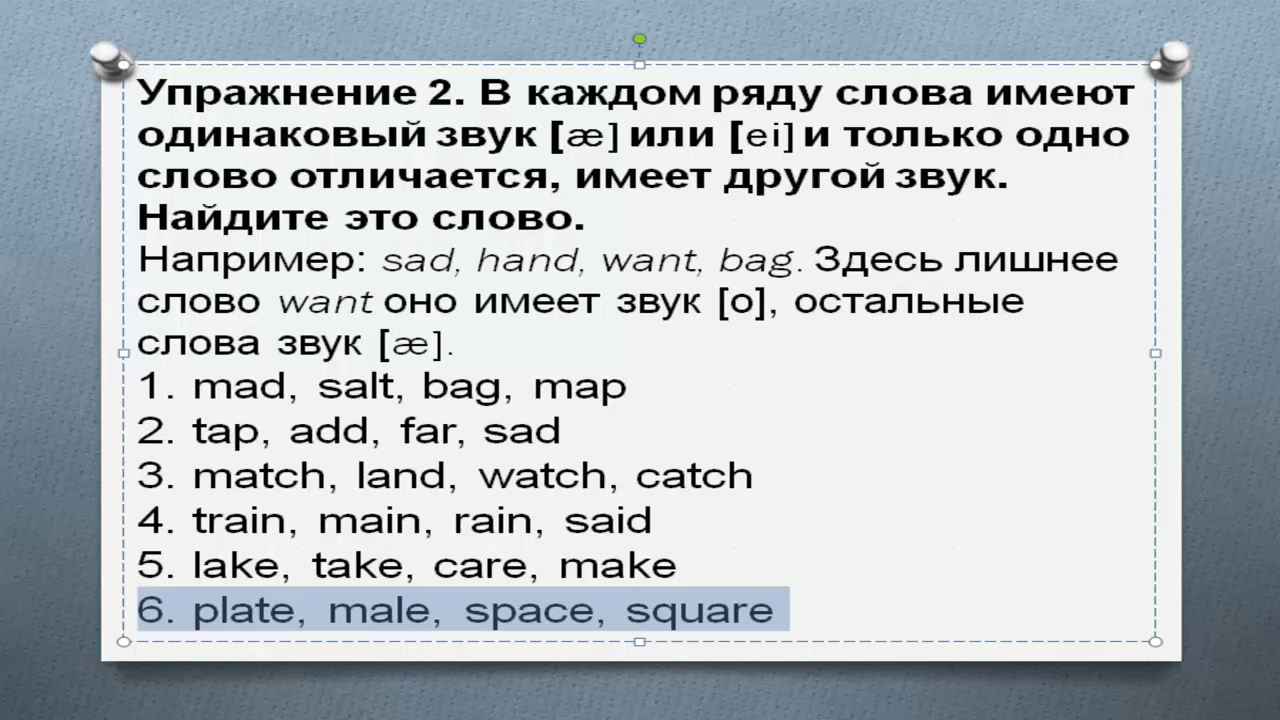 Упражнение 2. В каждом ряду слова имеют
одинаковый звук [æ] или [ei] и только одно
слово отличается, имеет другой звук.
Найдите это слово.
Например: sad, hand, want, bag. Здесь лишнее
слово want оно имеет звук [о], остальные
слова звук [æ].
1. mad, salt, bag, map
2. tap, add, far, sad
3. match, land, watch, catch
4. train, main, rain, said
5. lake, take, care, make
6. plate, male, space, square